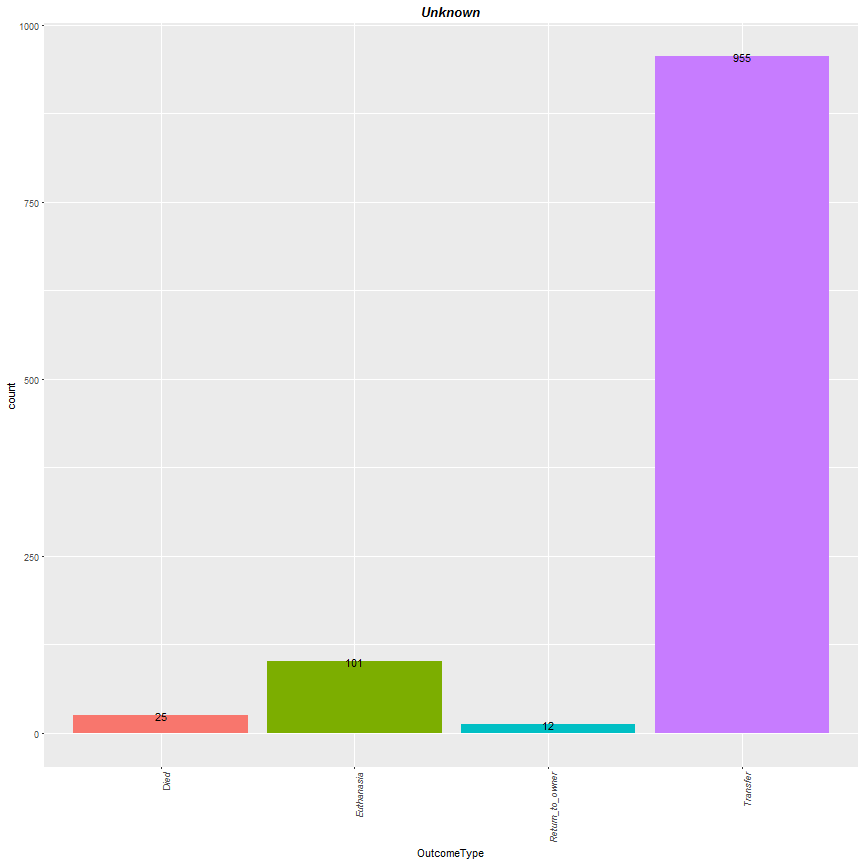 Unknown
1000
750
500
250
0
count
955
101
25
12
Died
Euthanasia
Return_to_owner
Transfer
OutcomeType